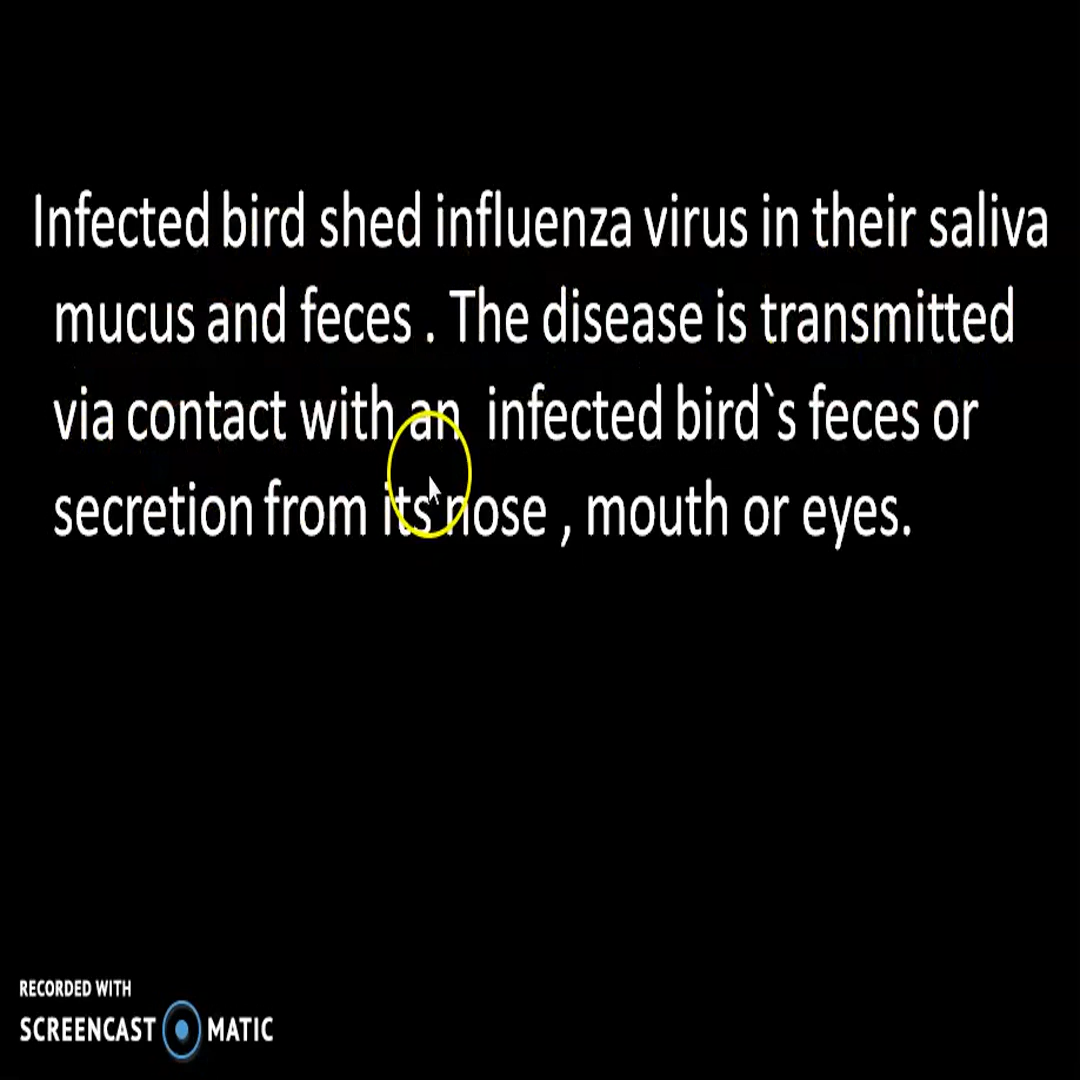 Infected bird shed influenza virus in their saliva
mucus and feces . The disease is transmitted
via contact with an  infected bird`s feces or
secretion from its nose , mouth or eyes.
RECORDED WITH
SCREENCAST MATIC